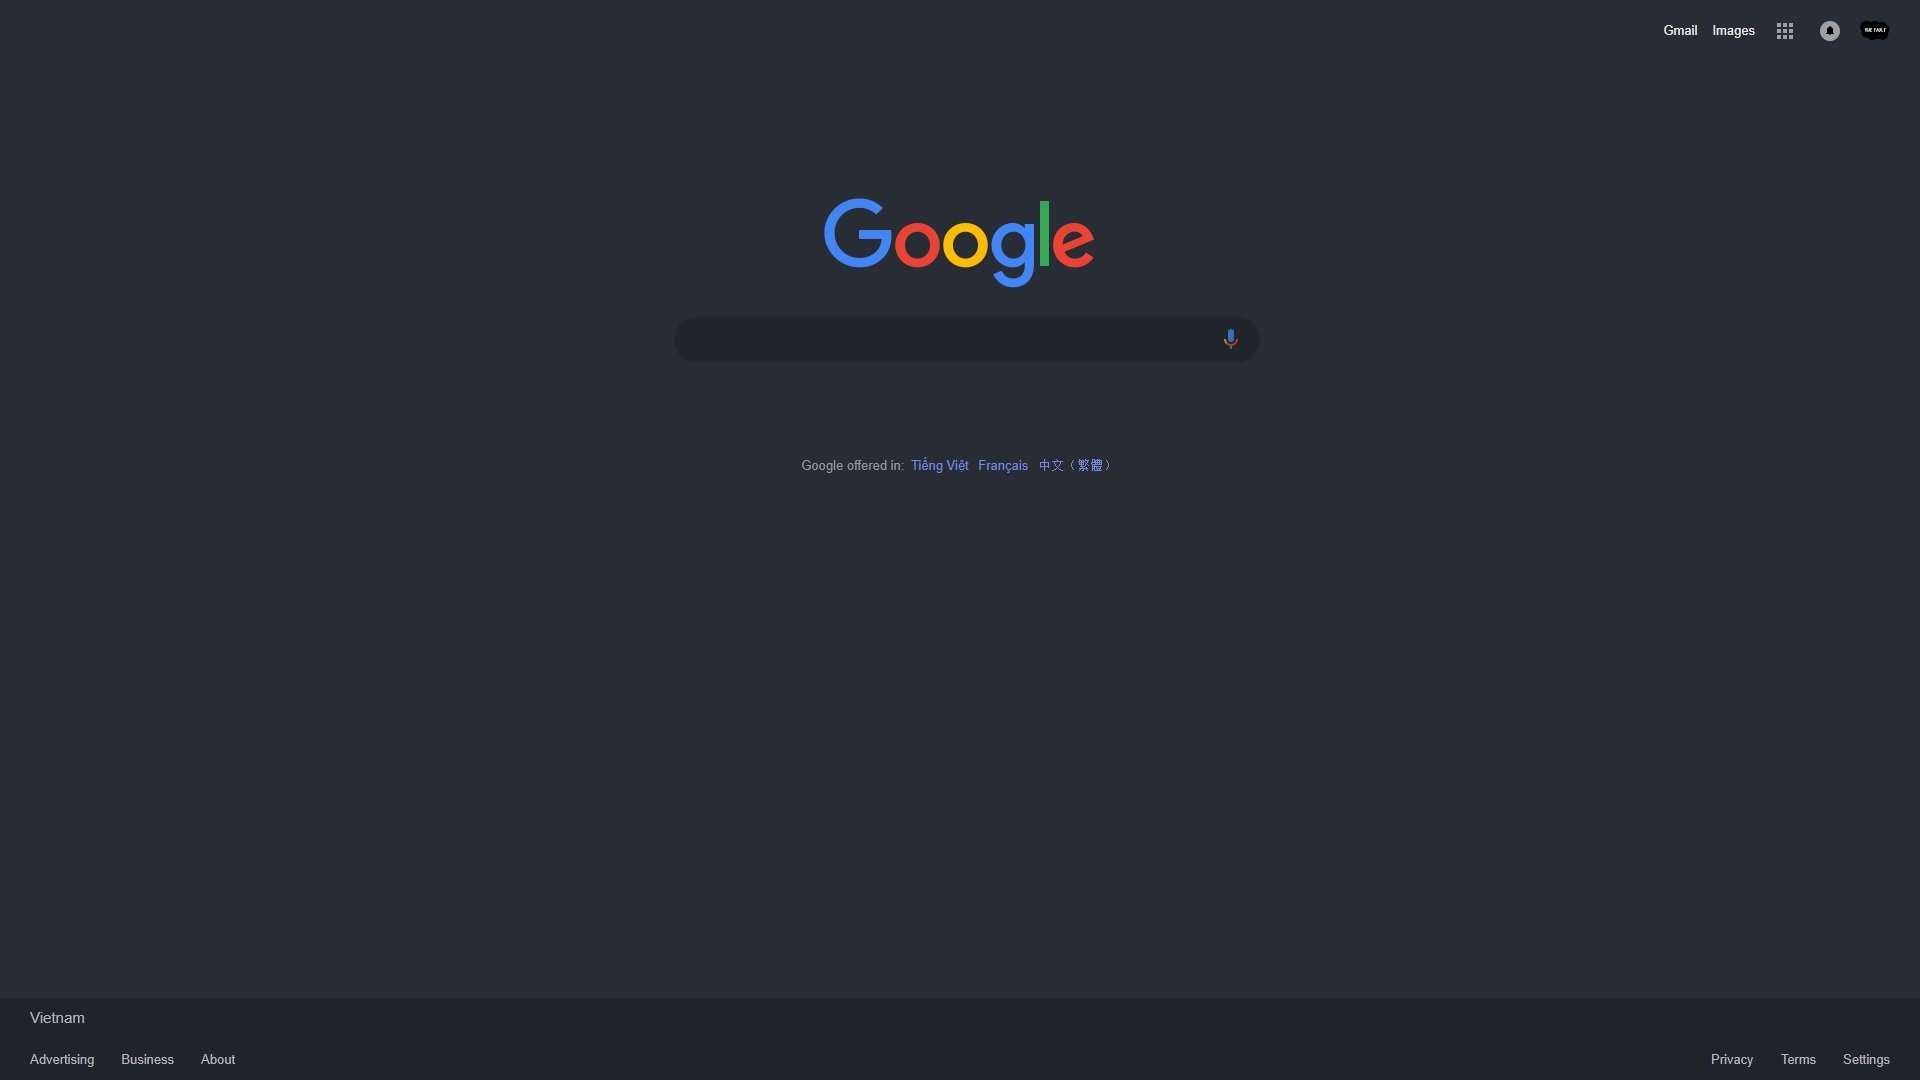 Gmail Images
Google
Google offered in: Tiếng Việt Français 中文（繁體）
Vietnam
Advertising Business About
Privacy Terms Settings